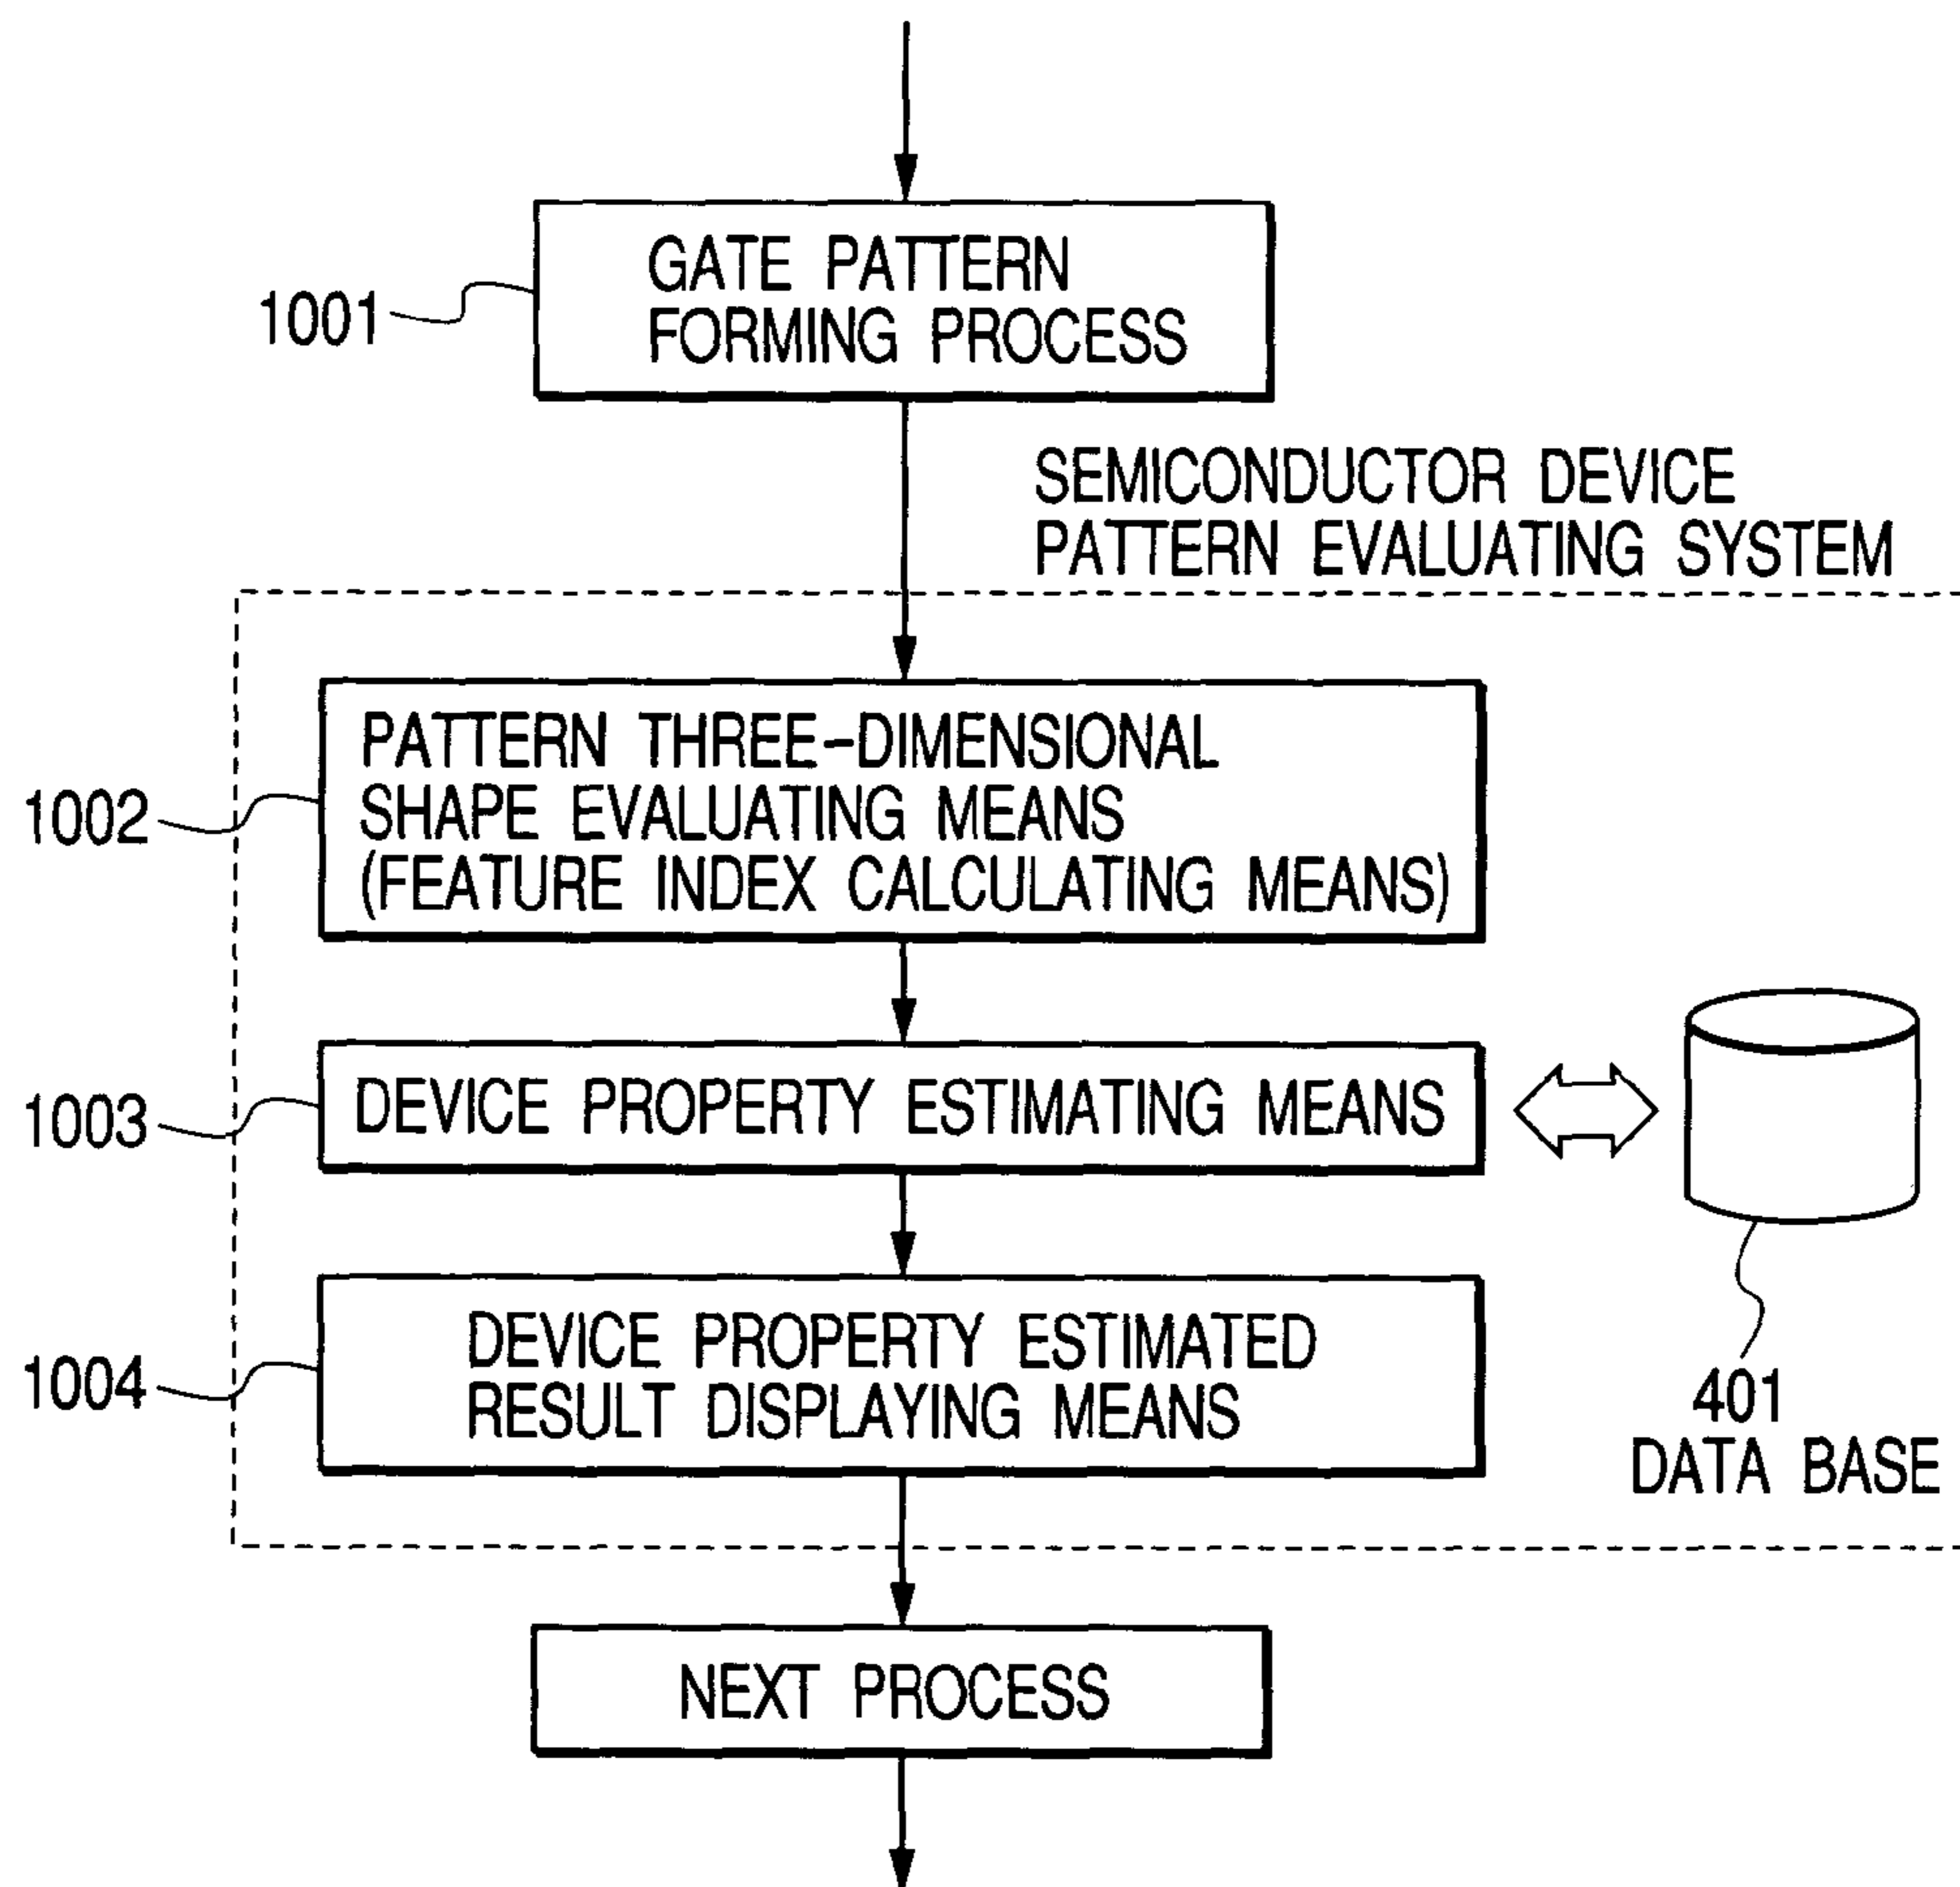 GATE PATTERN
FORMING PROCESS
1001
SEMICONDUCTOR DEVICE
PATTERN EVALUATING SYSTEM
PATTERN THREE-DIMENSIONAL
SHAPE EVALUATING MEANS
(FEATURE INDEX CALCULATING MEANS)
1002
DEVICE PROPERTY ESTIMATING MEANS
1003
DEVICE PROPERTY ESTIMATED
RESULT DISPLAYING MEANS
1004
401
DATA BASE
NEXT PROCESS